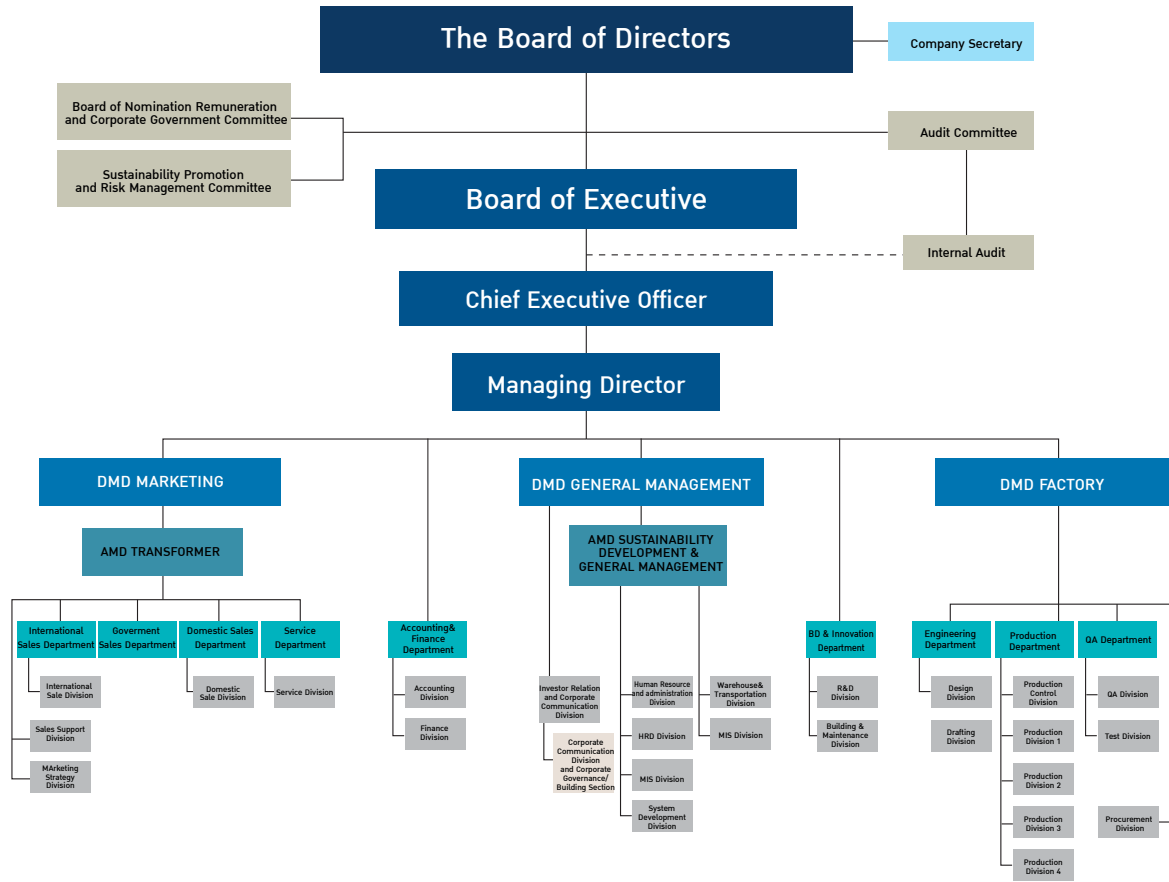 The Board of Directors
Company Secretary
Board of Nomination Remuneration
and Corporate Government Committee
Audit Committee
Sustainability Promotion
and Risk Management Committee
Board of Executive
Internal Audit
Chief Executive Officer
Managing Director
DMD MARKETING
DMD GENERAL MANAGEMENT
DMD FACTORY
AMD TRANSFORMER
AMD SUSTAINABILITY
DEVELOPMENT &
GENERAL MANAGEMENT
International
Sales Department
Goverment
Sales Department
Domestic Sales
Department
Service
Department
Accounting&
Finance
Department
BD & Innovation
Department
Engineering
Department
Production
Department
QA Department
International
Sale Division
Domestic
Sale Division
Service Division
Sales Support
Division
MArketing
Strategy
Division
Accounting
Division
Finance
Division
Investor Relation
and Corporate
Communication
Division
Corporate
Communication
Division
and Corporate
Governance/
Building Section
Human Resource
and administration
Division
HRD Division
MIS Division
System
Development
Division
Warehouse&
Transportation
Division
MIS Division
R&D
Division
Building &
Maintenance
Division
Design
Division
Drafting
Division
Production
Control
Division
Production
Division 1
Production
Division 2
Production
Division 3
Production
Division 4
QA Division
Test Division
Procurement
Division